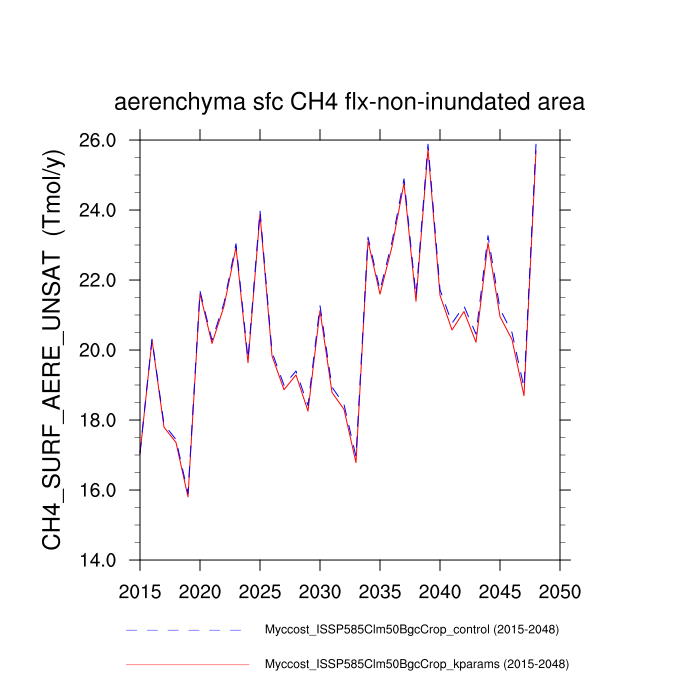 aerenchyma sfc CH4 flx-non-inundated area
CH4_SURF_AERE_UNSAT (Tmol/y)
26.0
24.0
22.0
20.0
18.0
16.0
14.0
2015 2020 2025 2030 2035 2040 2045 2050
Myccost_ISSP585Clm50BgcCrop_control (2015-2048)
Myccost_ISSP585Clm50BgcCrop_kparams (2015-2048)